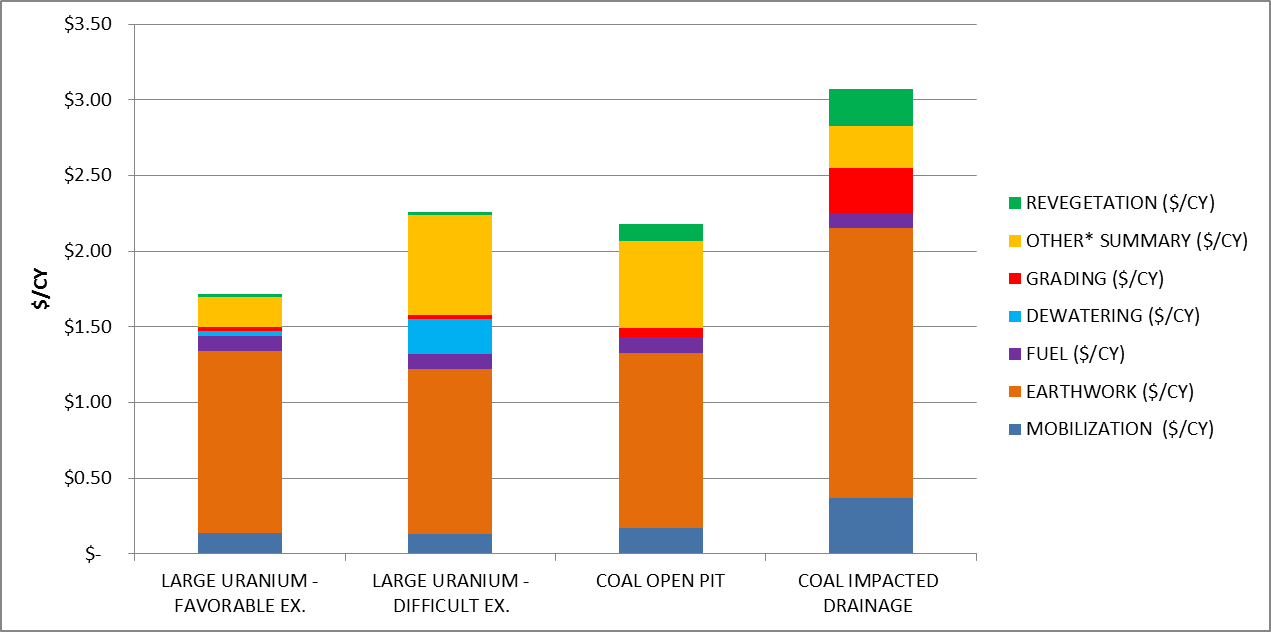 $3.50
$3.00
$2.50
$2.00
$1.50
$1.00
$0.50
$-
$/CY
LARGE URANIUM -
FAVORABLE EX.
LARGE URANIUM -
DIFFICULT EX.
COAL OPEN PIT
COAL IMPACTED
DRAINAGE
REVEGETATION ($/CY)
OTHER* SUMMARY ($/CY)
GRADING ($/CY)
DEWATERING ($/CY)
FUEL ($/CY)
EARTHWORK ($/CY)
MOBILIZATION  ($/CY)